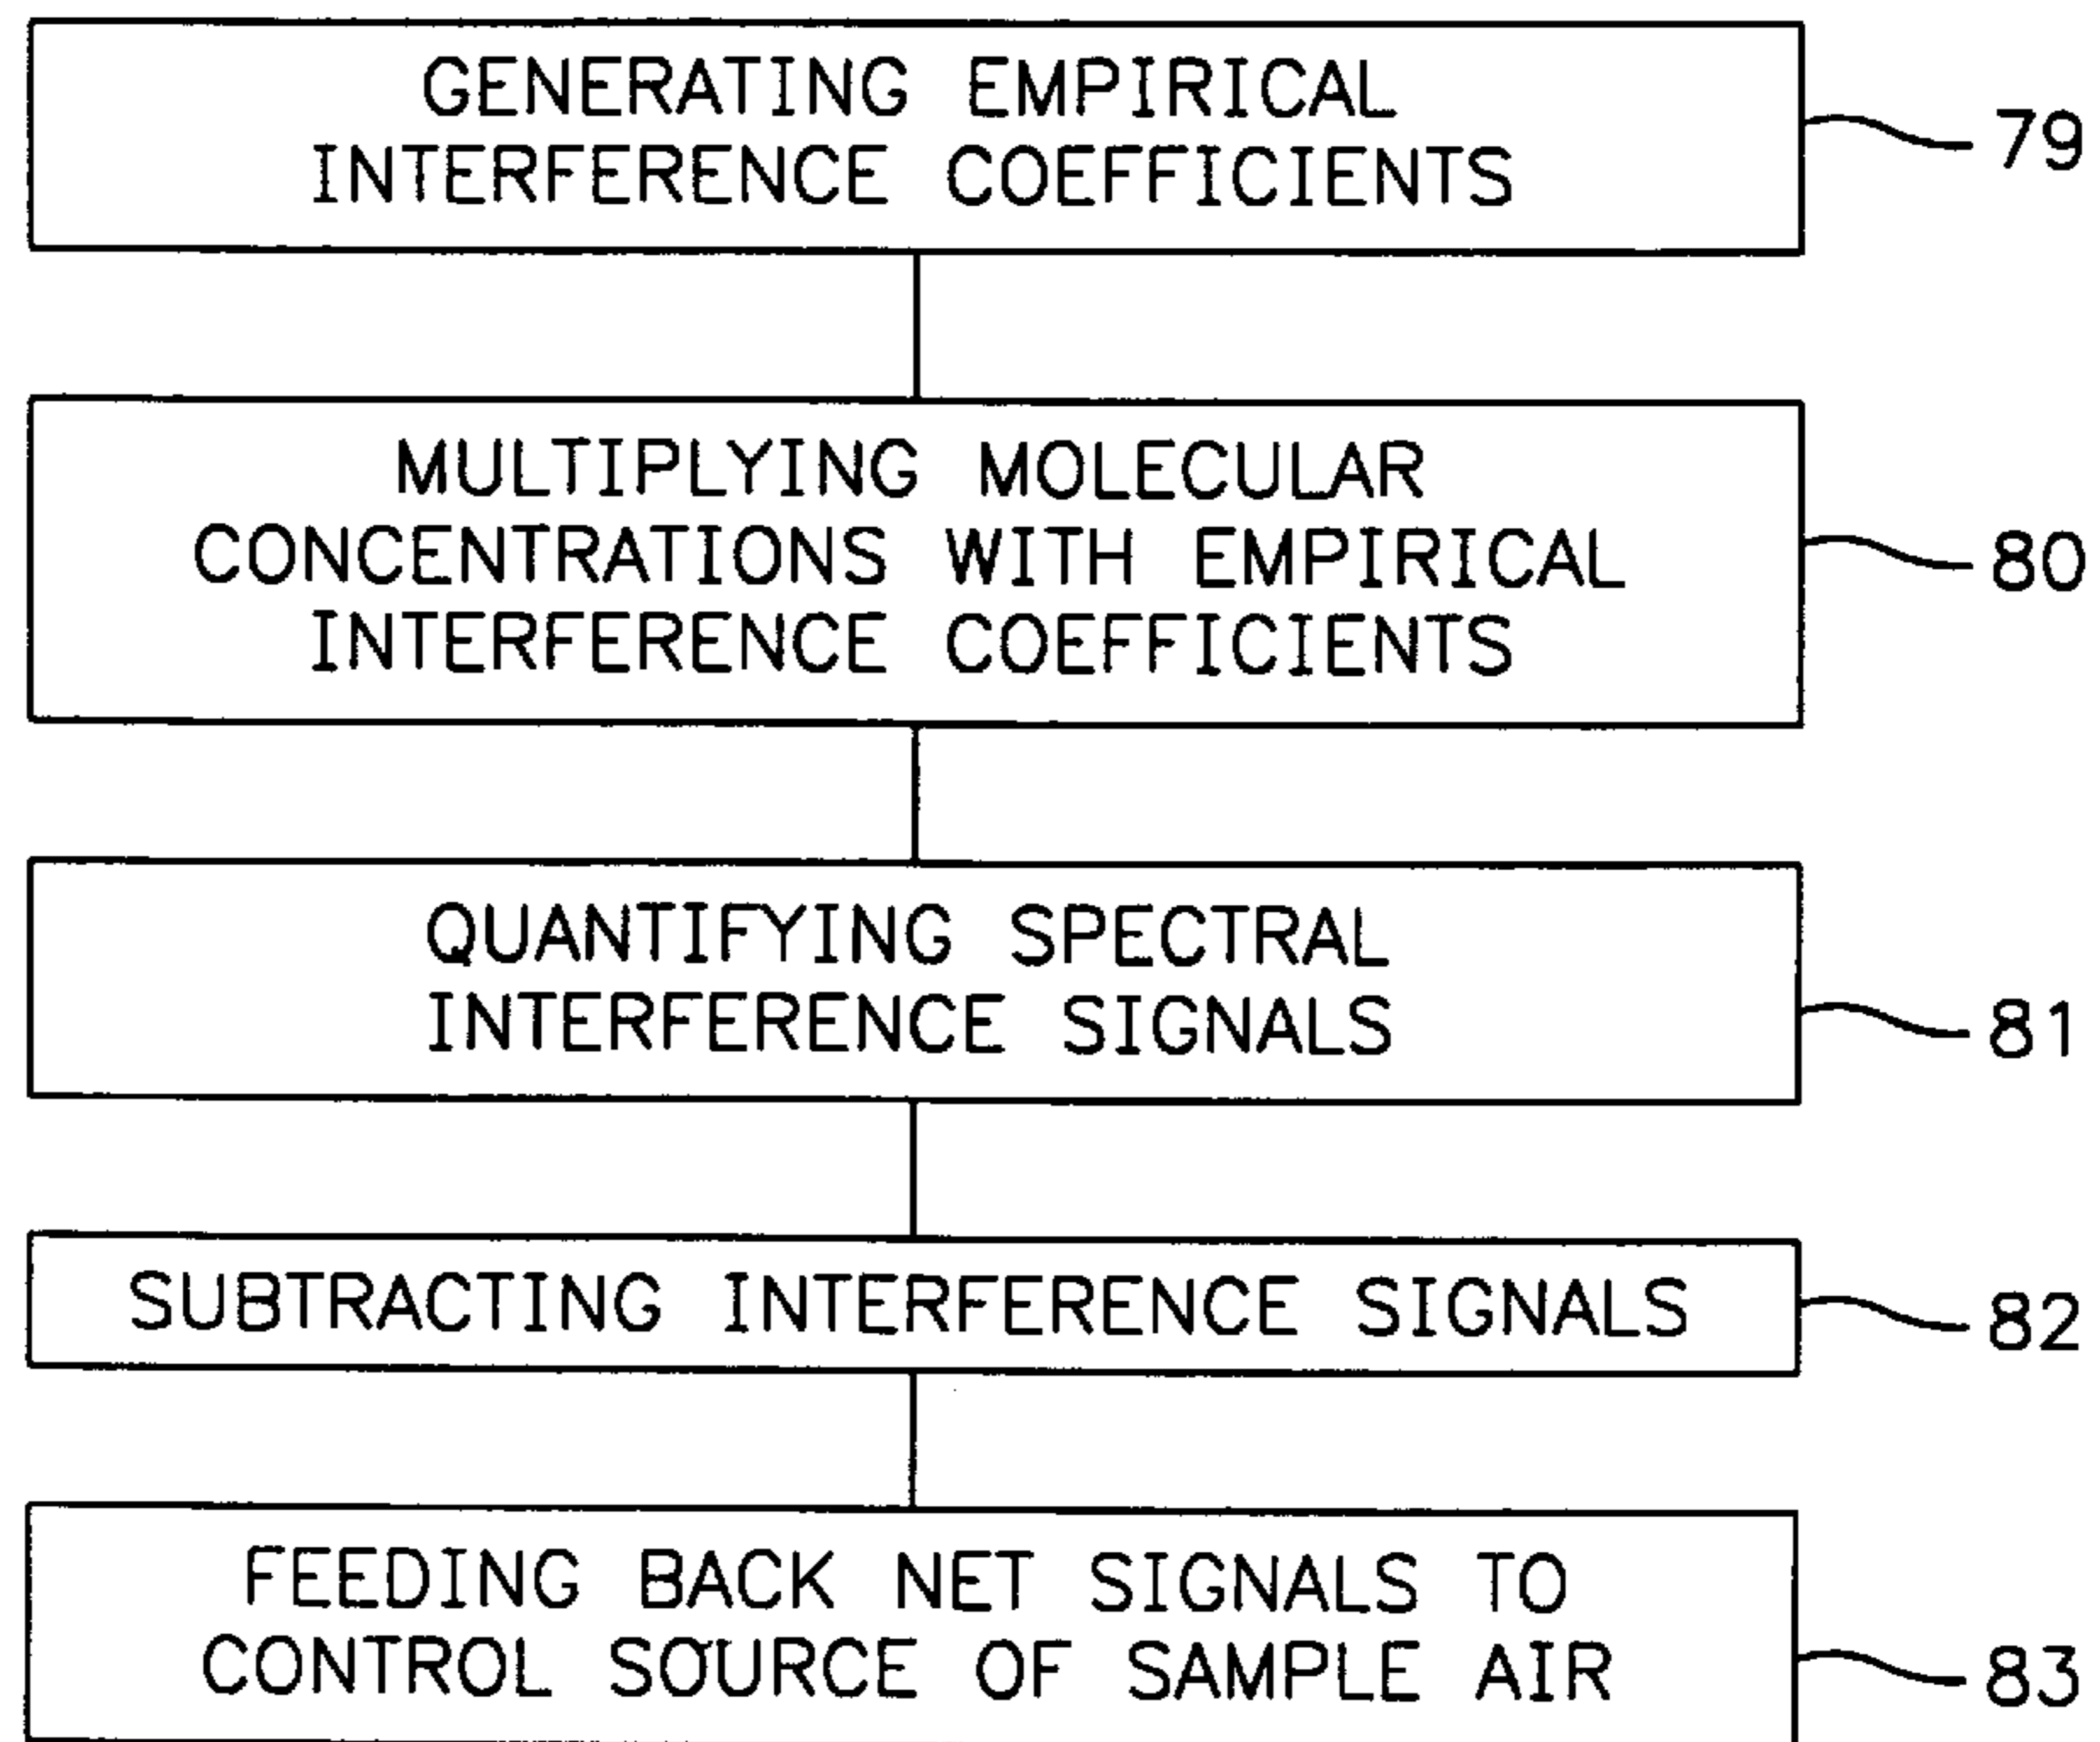 GENERATING EMPIRICAL
INTERFERENCE COEFFICIENTS
79
MULTIPLYING MOLECULAR
CONCENTRATIONS WITH EMPIRICAL
INTERFERENCE COEFFICIENTS
80
QUANTIFYING SPECTRAL
INTERFERENCE SIGNALS
81
SUBTRACTING INTERFERENCE SIGNALS
82
FEEDING BACK NET SIGNALS TO
CONTROL SOURCE OF SAMPLE AIR
83